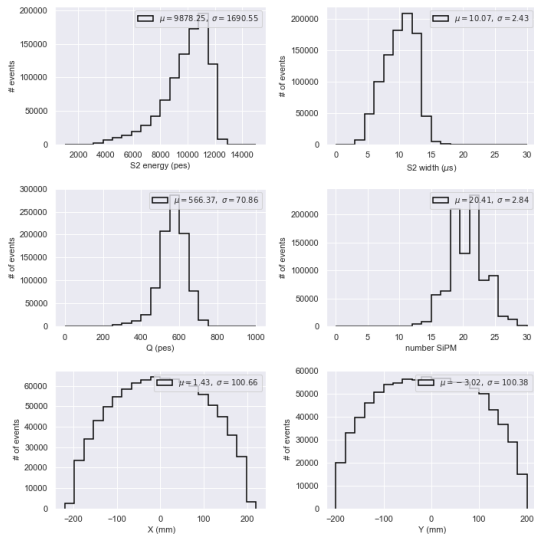 μ = 9878.25, σ = 1690.55
# of events
200000
150000
100000
50000
0
2000 4000 6000 8000 10000 12000 14000
S2 energy (pes)
μ = 10.07, σ = 2.43
# of events
200000
150000
100000
50000
0
0 5 10 15 20 25 30
S2 width (μs)
μ = 566.37, σ = 70.86
# of events
300000
250000
200000
150000
100000
50000
0
0 200 400 600 800 1000
Q (pes)
μ = 20.41, σ = 2.84
# of events
200000
150000
100000
50000
0
0 5 10 15 20 25 30
number SiPM
μ = 1.43, σ = 100.66
# of events
60000
50000
40000
30000
20000
10000
0
−200 −100 0 100 200
X (mm)
μ = −3.02, σ = 100.38
# of events
60000
50000
40000
30000
20000
10000
0
−200 −100 0 100 200
Y (mm)